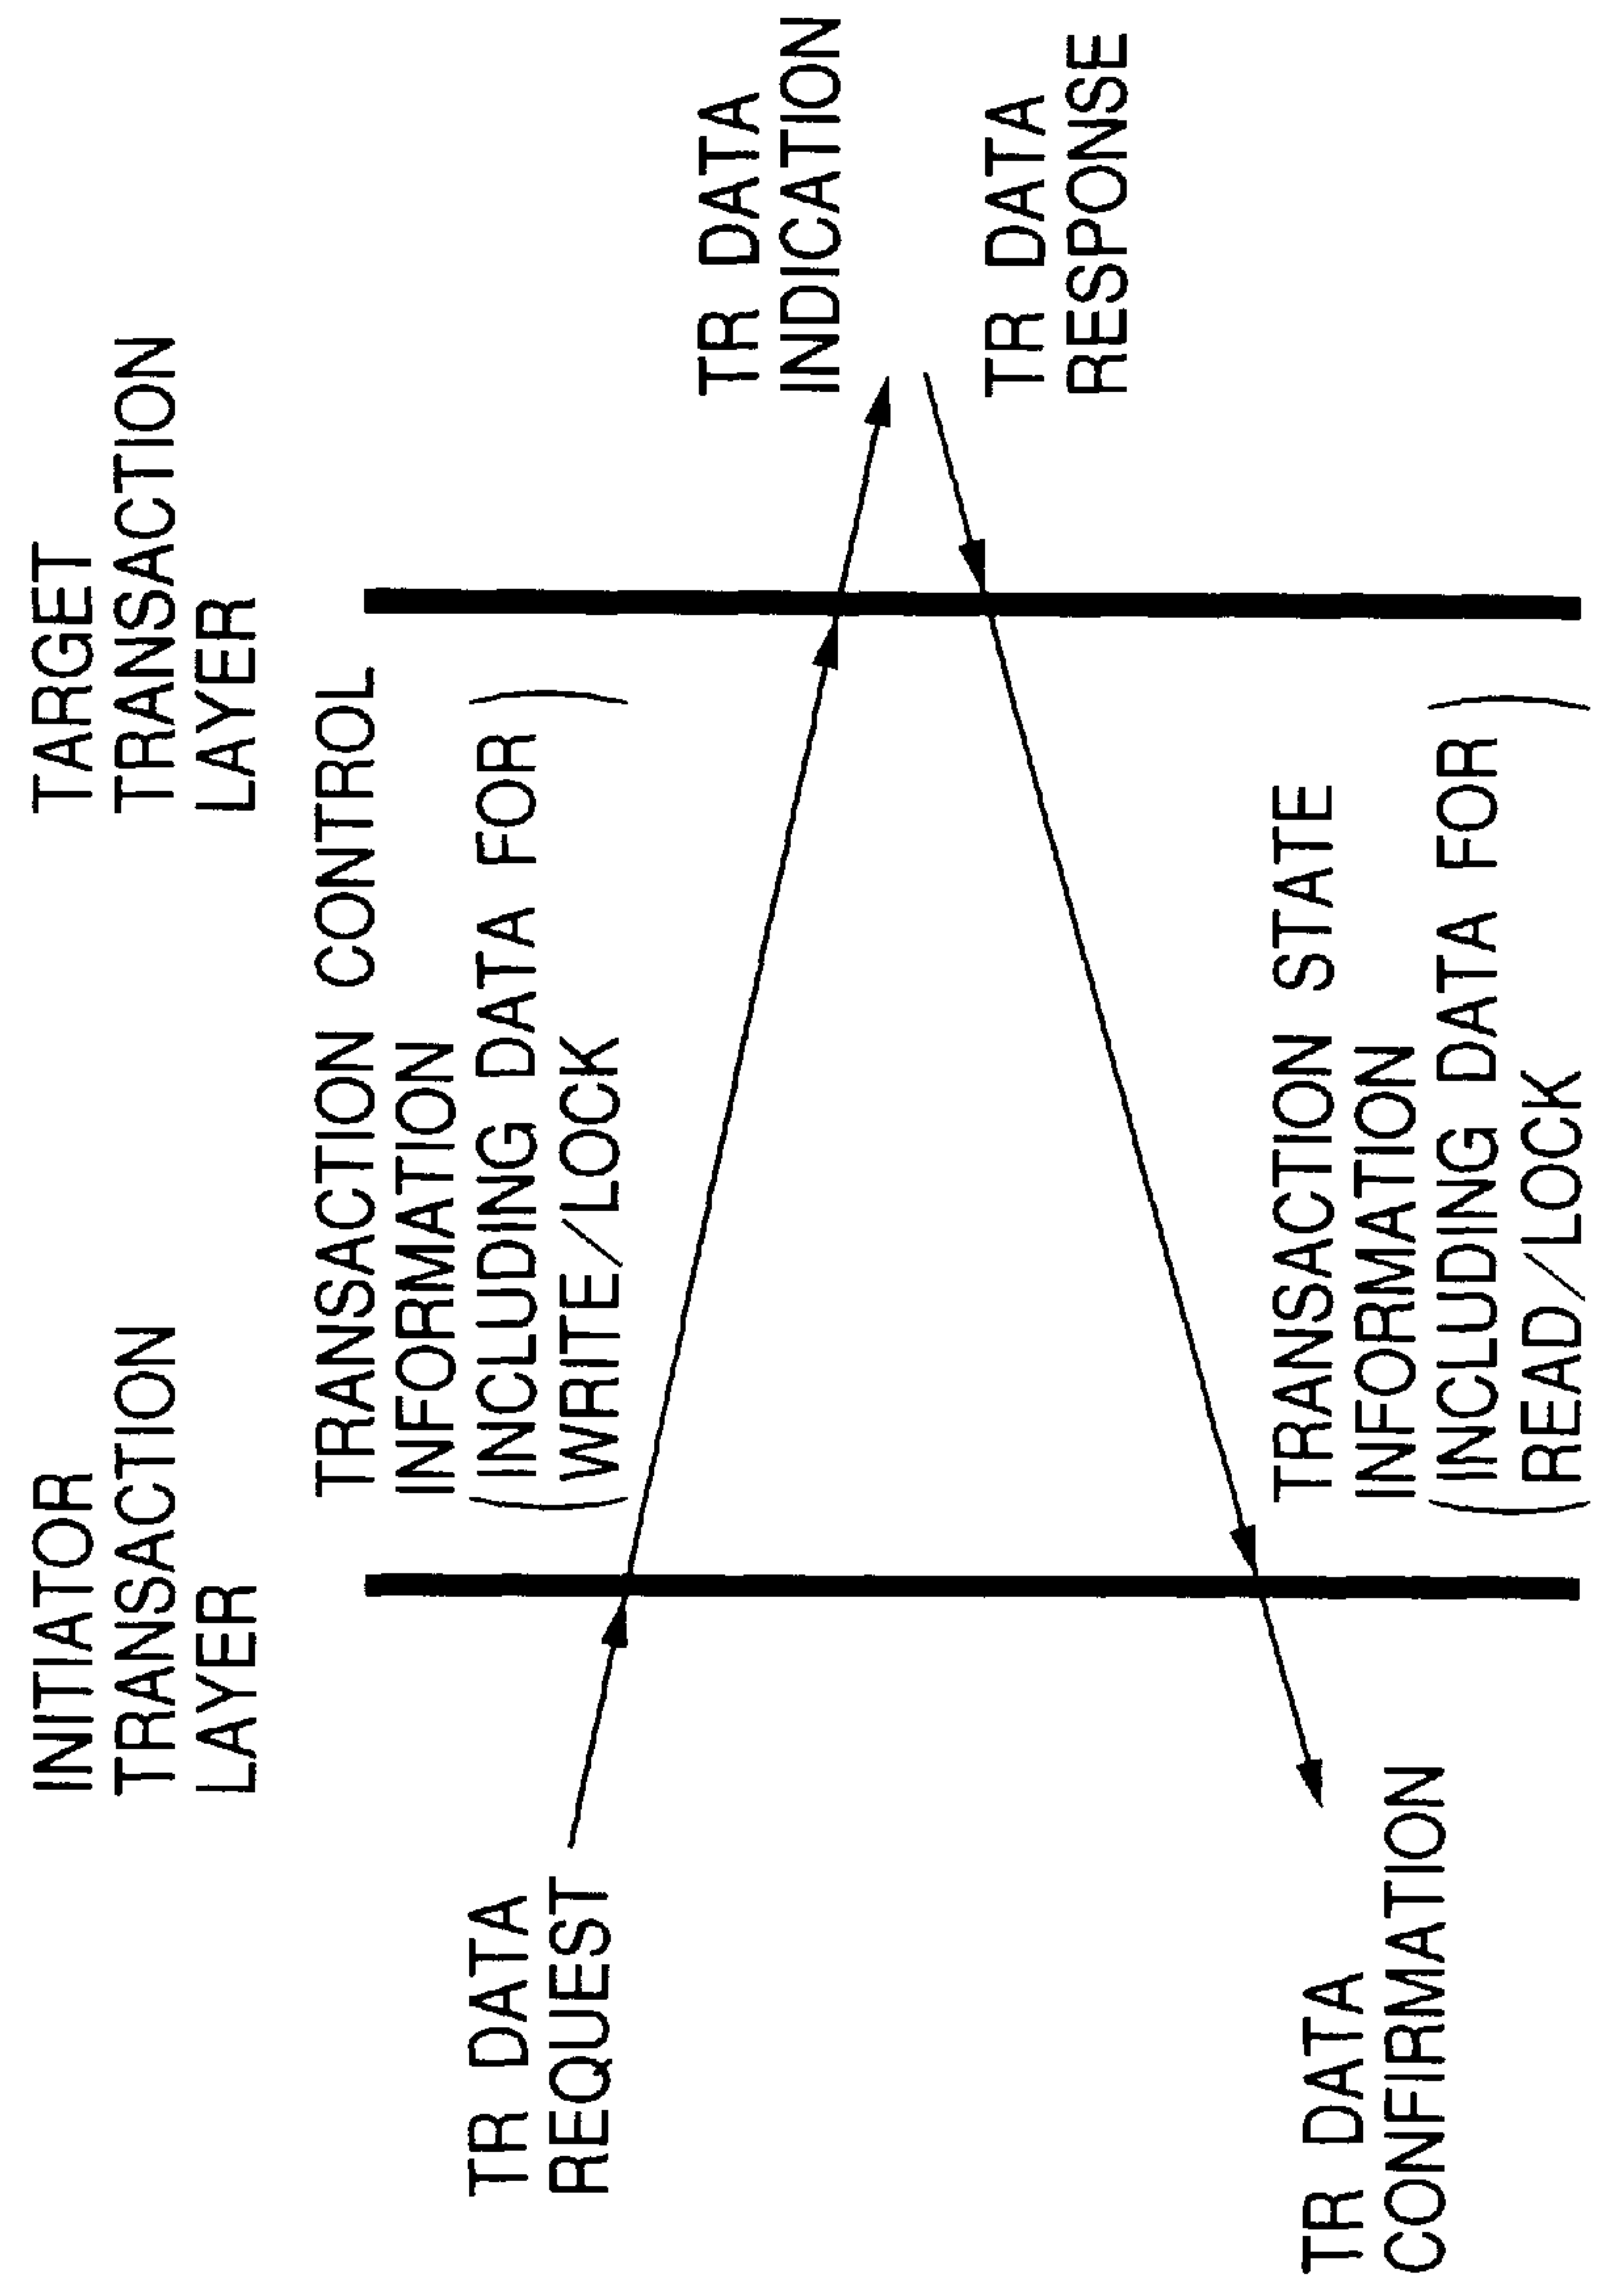 INITIATOR
TRANSACTION
LAYER
TARGET
TRANSACTION
LAYER
TRANSACTION CONTROL
INFORMATION
(INCLUDING DATA FOR
WRITE/LOCK)
TR DATA
REQUEST
TR DATA
INDICATION
TR DATA
RESPONSE
TRANSACTION STATE
INFORMATION
(INCLUDING DATA FOR
READ/LOCK)
TR DATA
CONFIRMATION